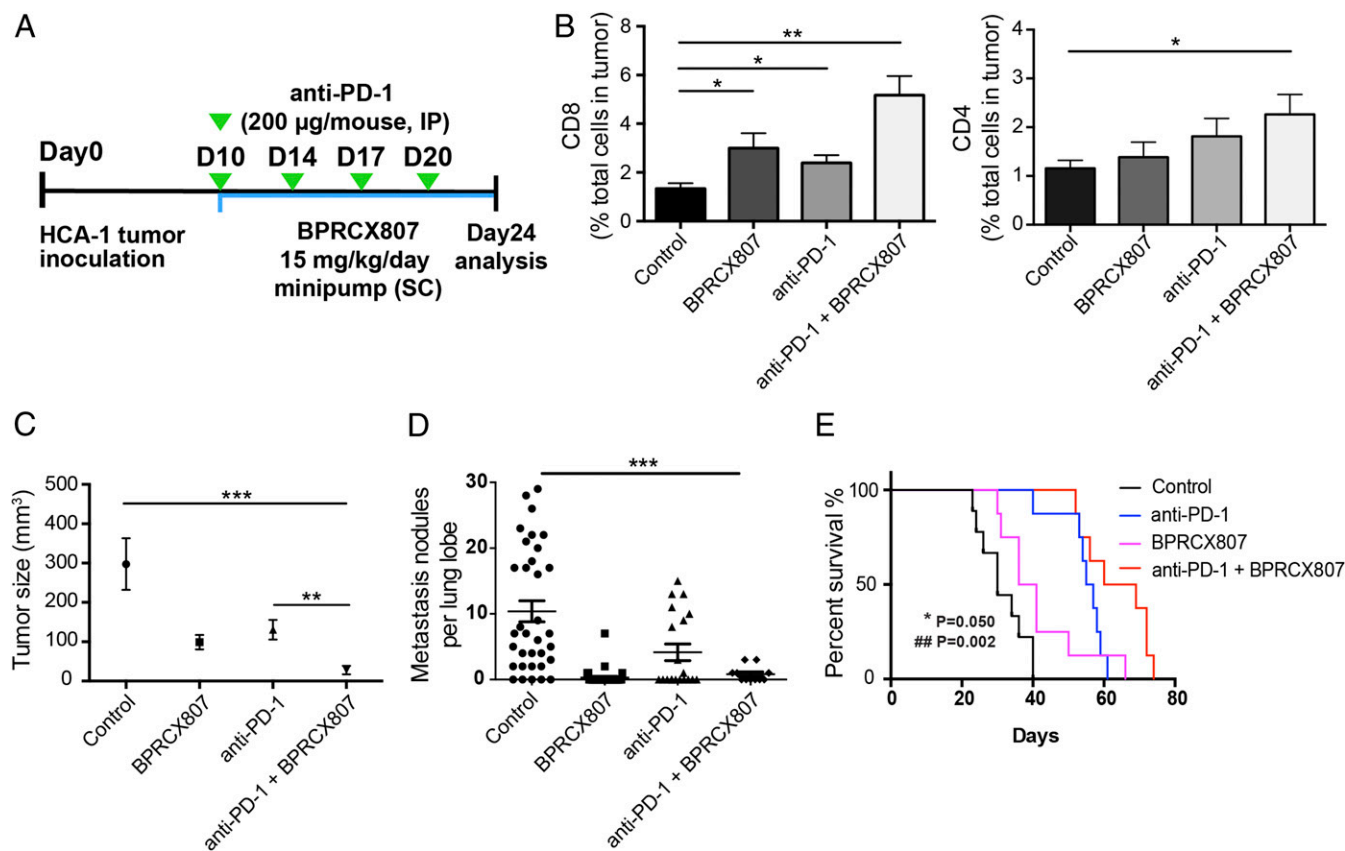 A
anti-PD-1
(200 µg/mouse, IP)
Day0
D10 D14 D17 D20
HCA-1 tumor
inoculation
BPRCX807
15 mg/kg/day
minipump (SC)
Day24
analysis
B
CD8
(% total cells in tumor)
8
6
4
2
0
*
*
**
Control
BPRCX807
anti-PD-1
anti-PD-1 + BPRCX807
CD4
(% total cells in tumor)
4
3
2
1
0
*
Control
BPRCX807
anti-PD-1
anti-PD-1 + BPRCX807
C
Tumor size (mm³)
500
400
300
200
100
0
***
**
Control
BPRCX807
anti-PD-1
anti-PD-1 + BPRCX807
D
Metastasis nodules
per lung lobe
30
20
10
0
***
Control
BPRCX807
anti-PD-1
anti-PD-1 + BPRCX807
E
Percent survival %
100
50
0
* P=0.050
## P=0.002
0 20 40 60 80
Days
Control
anti-PD-1
BPRCX807
anti-PD-1 + BPRCX807